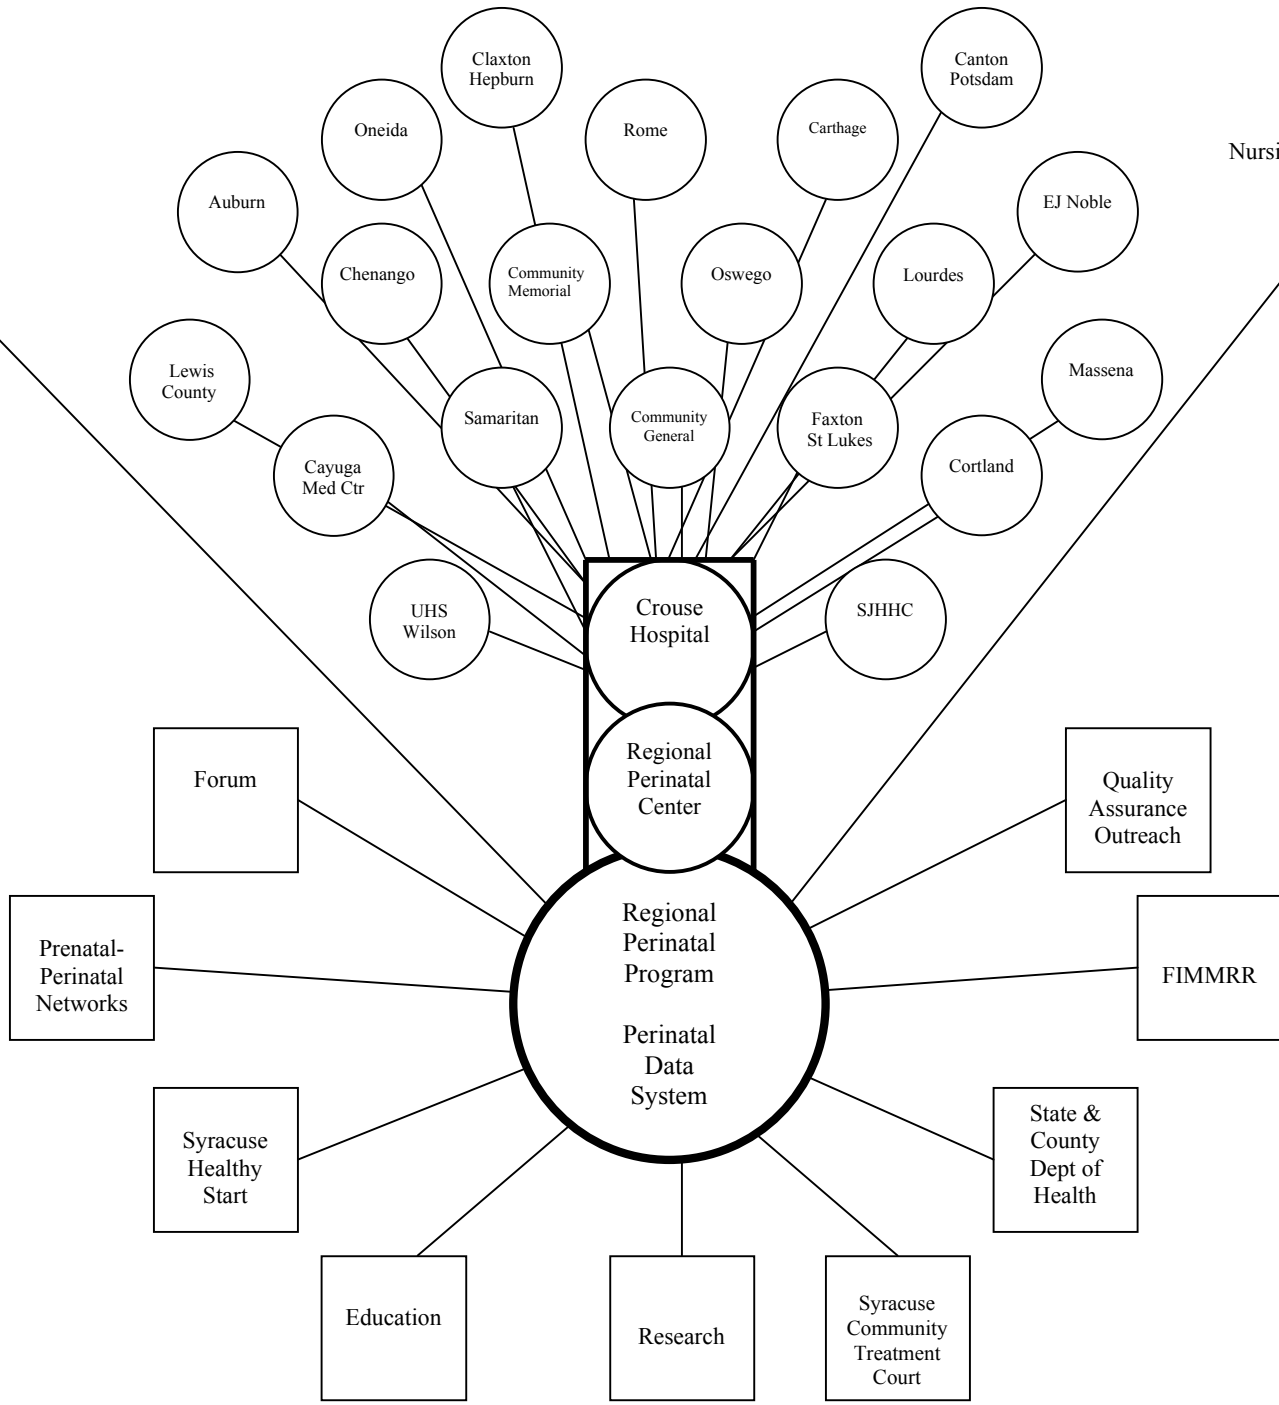 Claxton
Hepburn
Canton
Potsdam
Oneida
Rome
Carthage
Nursi
Auburn
EJ Noble
Chenango
Community
Memorial
Oswego
Lourdes
Lewis
County
Massena
Samaritan
Community
General
Faxton
St Lukes
Cayuga
Med Ctr
Cortland
UHS
Wilson
Crouse
Hospital
SJHHC
Forum
Regional
Perinatal
Center
Quality
Assurance
Outreach
Prenatal-
Perinatal
Networks
Regional
Perinatal
Program
Perinatal
Data
System
FIMMRR
Syracuse
Healthy
Start
State &
County
Dept of
Health
Education
Research
Syracuse
Community
Treatment
Court